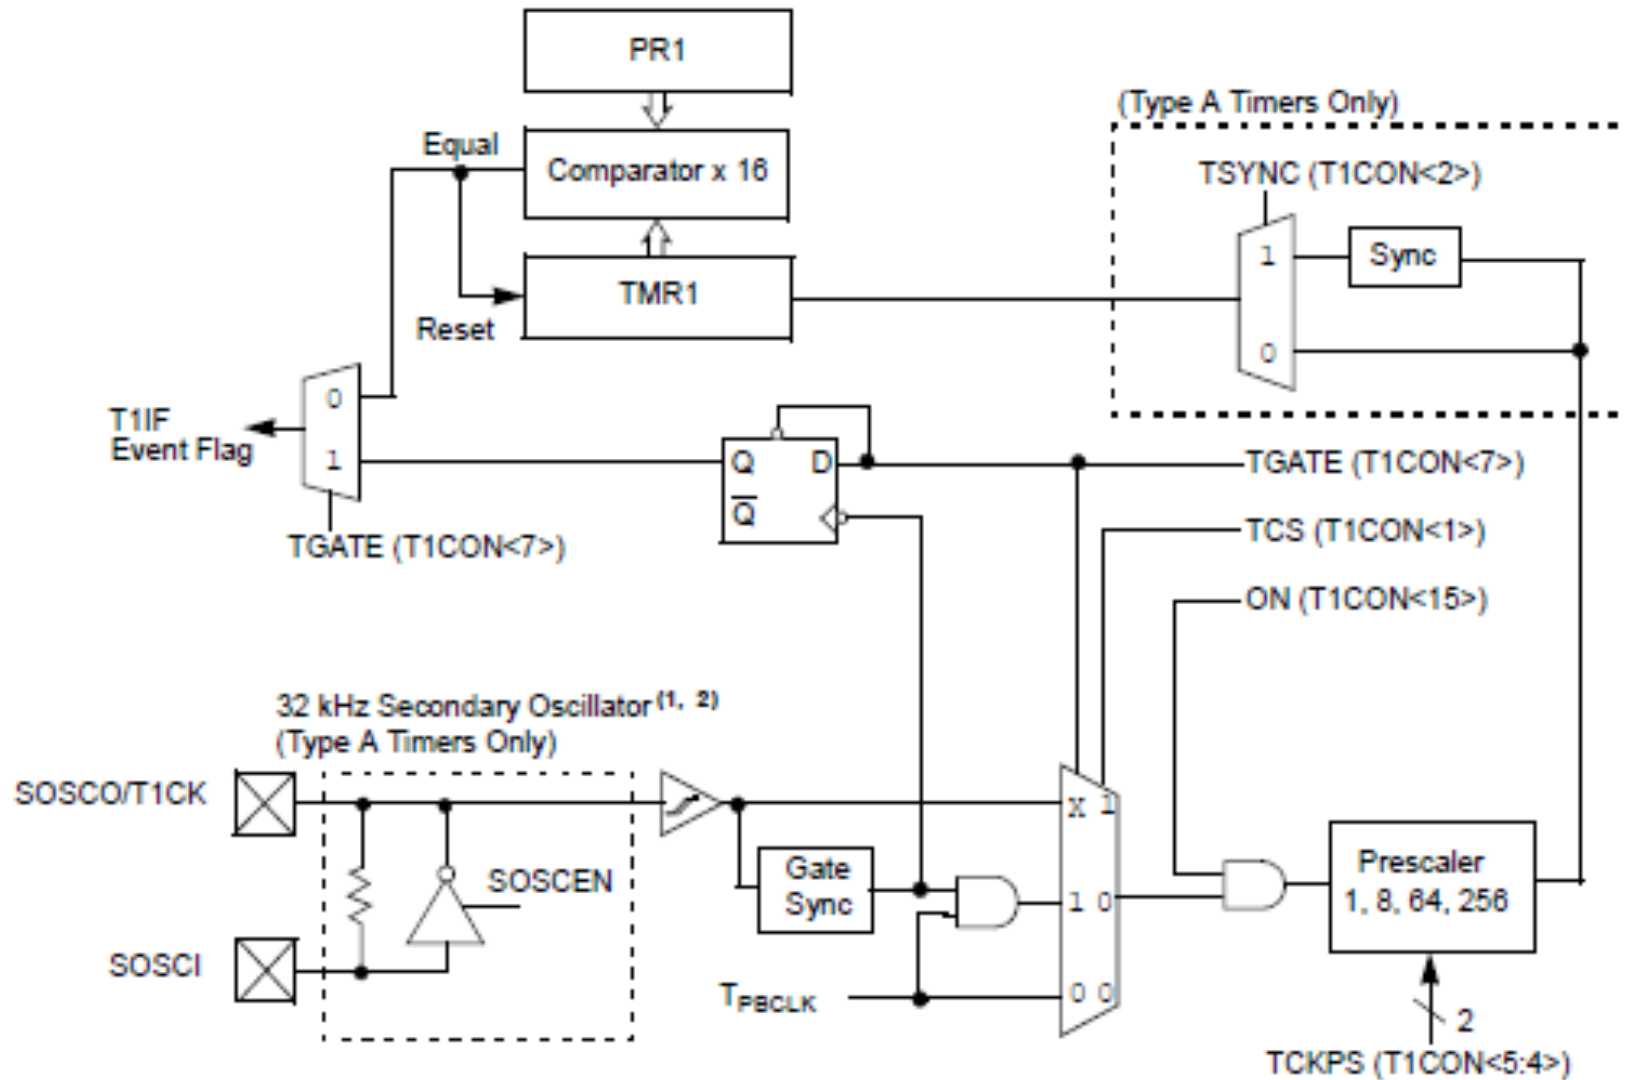 PR1
(Type A Timers Only)
Equal
Comparator x 16
TSYNC (T1CON<2>)
1
Sync
TMR1
Reset
0
0
T1IF
Event Flag
1
Q
D
TGATE (T1CON<7>)
Q
TCS (T1CON<1>)
TGATE (T1CON<7>)
ON (T1CON<15>)
32 kHz Secondary Oscillator(1, 2)
(Type A Timers Only)
SOSCO/T1CK
X 1
Gate
Sync
SOSCEN
Prescaler
1, 8, 64, 256
1 0
SOSCI
TPBCLK
0 0
2
TCKPS (T1CON<5:4>)